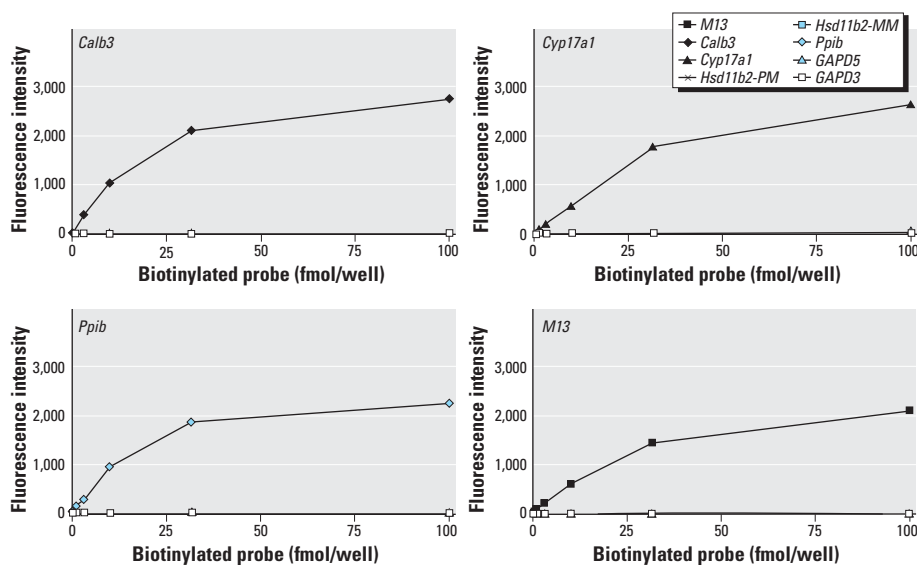 Calb3
Fluorescence intensity
3,000
2,000
1,000
0
0 25 50 75 100
Biotinylated probe (fmol/well)
Cyp17a1
M13
Calb3
Cyp17a1
Hsd11b2-PM
Hsd11b2-MM
Ppib
GAPD5
GAPD3
Fluorescence intensity
3,000
2,000
1,000
0
0 25 50 75 100
Biotinylated probe (fmol/well)
Ppib
Fluorescence intensity
3,000
2,000
1,000
0
0 25 50 75 100
Biotinylated probe (fmol/well)
M13
Fluorescence intensity
3,000
2,000
1,000
0
0 25 50 75 100
Biotinylated probe (fmol/well)